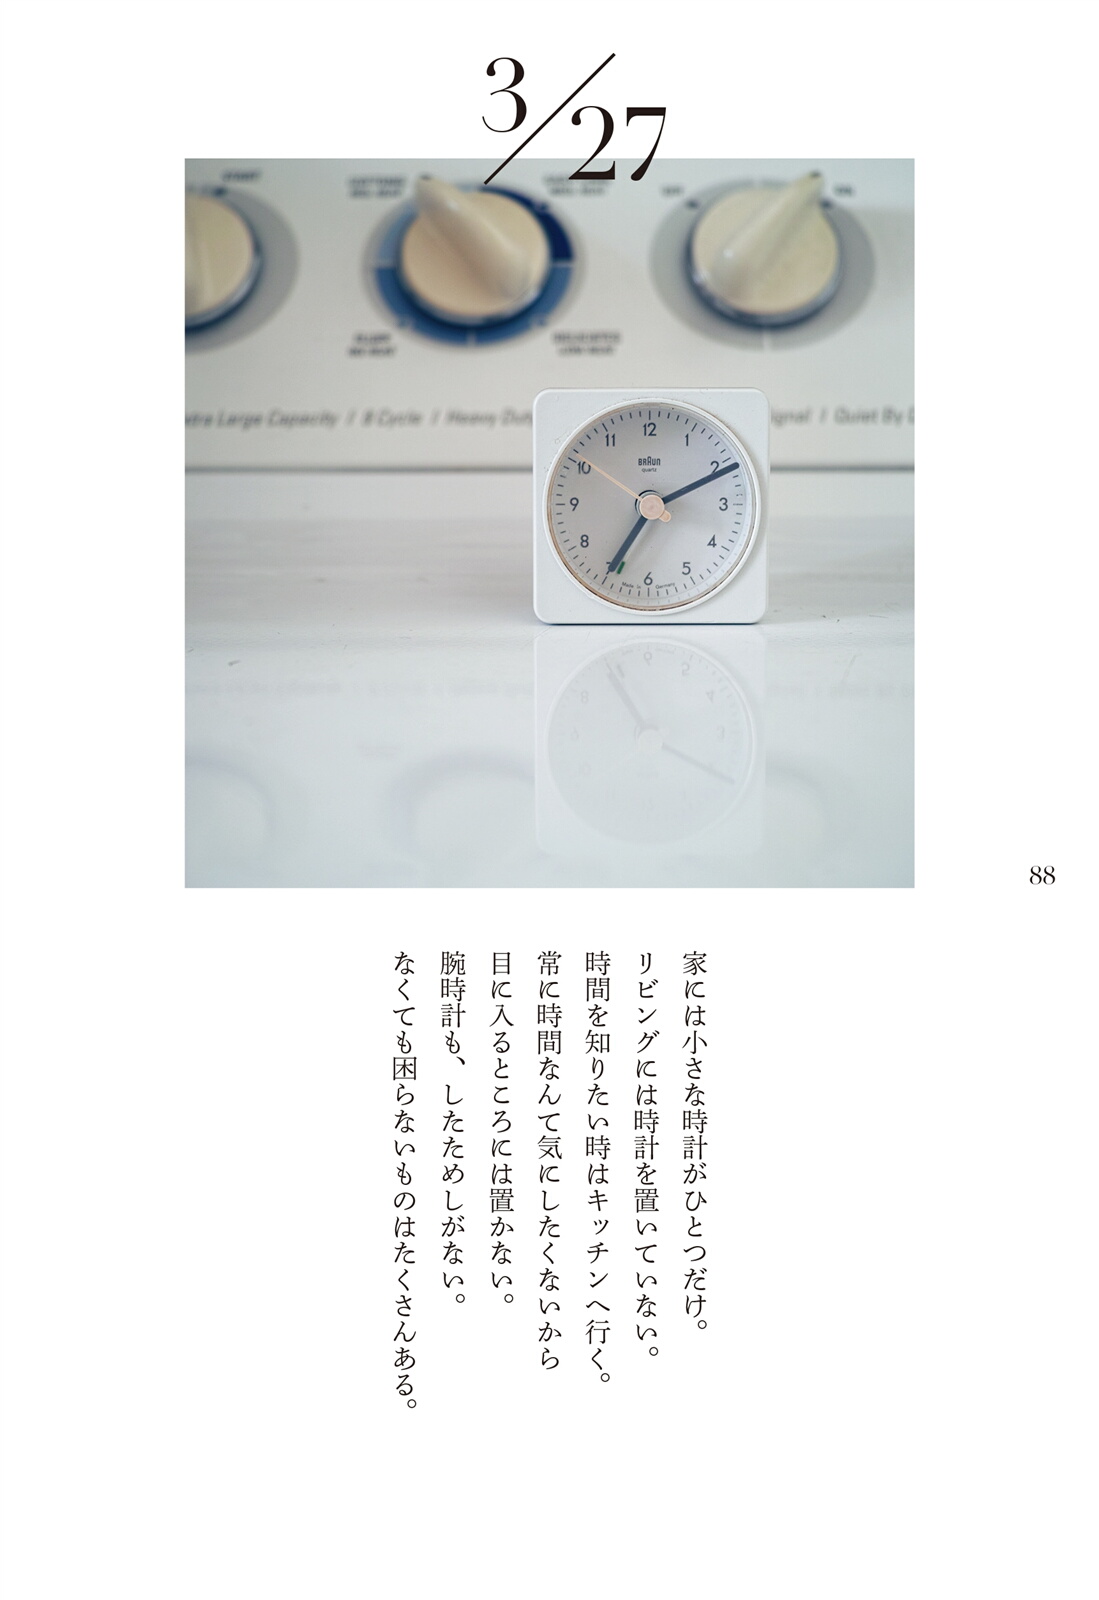 3/27
START
extra Large Capacity / 8 Cycle / Heavy Duty
Signal / Quiet By
12
1
2
3
4
5
6
8
9
10
11
BRAUN
quartz
Made in Germany
88
家には小さな時計がひとつだけ。
リビングには時計を置いていない。
時間を知りたい時はキッチンへ行く。
常に時間なんて気にしたくないから
目に入るところには置かない。
腕時計も、したためしがない。
なくても困らないものはたくさんある。